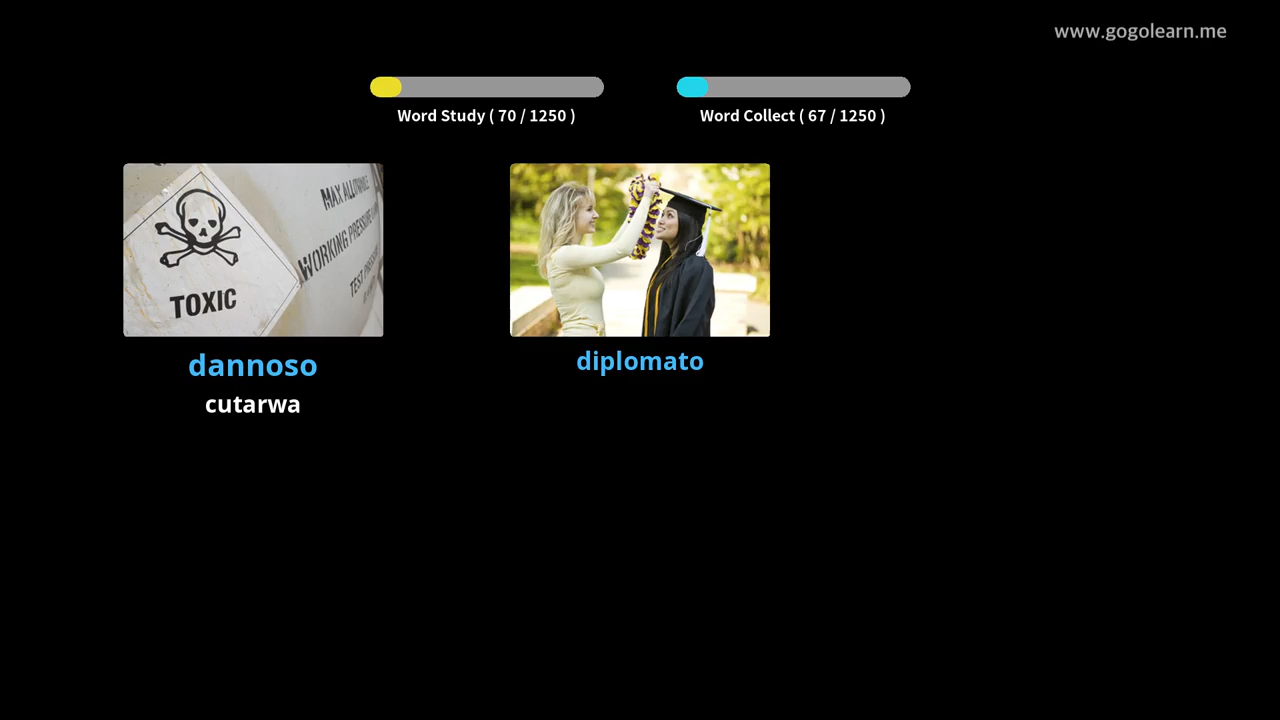 www.gogolearn.me
Word Study ( 70 / 1250 )
Word Collect ( 67 / 1250 )
MAX ALLOWABLE
WORKING PRESSURE
TEST
TOXIC
dannoso
diplomato
cutarwa